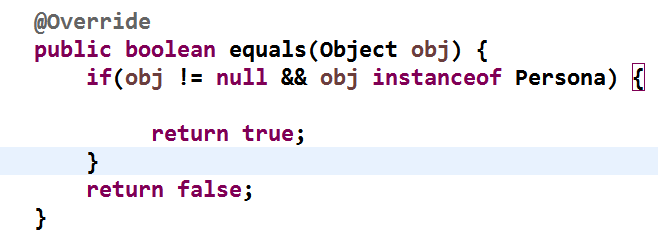 @Override
public boolean equals(Object obj) {
    if(obj != null && obj instanceof Persona) {
         return true;
    }
    return false;
}